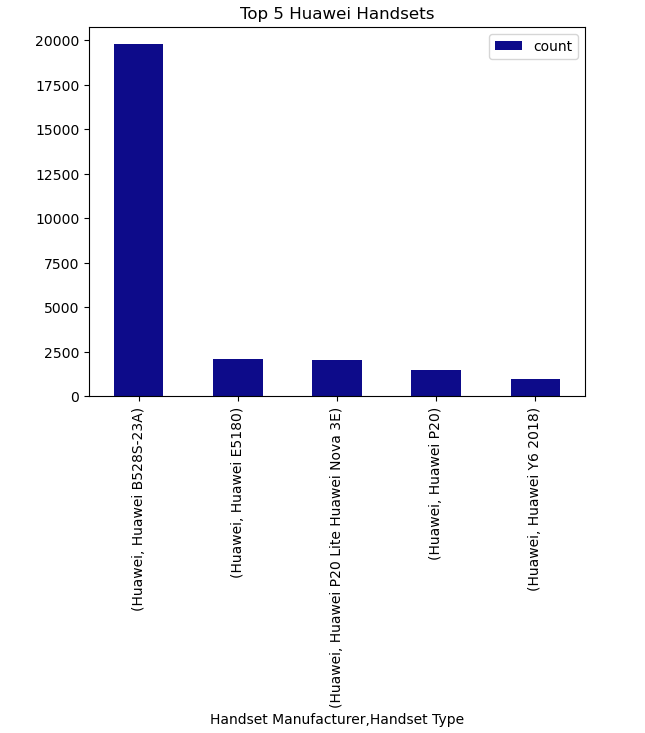 Top 5 Huawei Handsets
count
20000
17500
15000
12500
10000
7500
5000
2500
0
(Huawei, Huawei B528S-23A)
(Huawei, Huawei E5180)
(Huawei, Huawei P20 Lite Huawei Nova 3E)
(Huawei, Huawei P20)
(Huawei, Huawei Y6 2018)
Handset Manufacturer,Handset Type